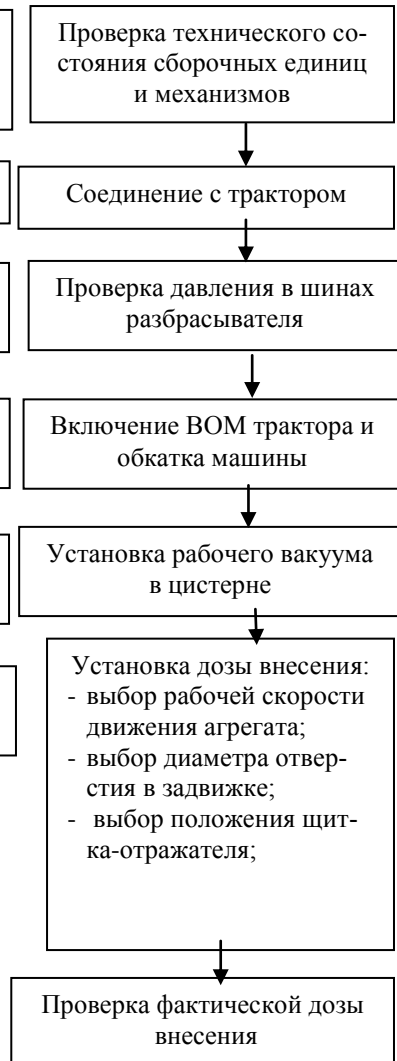 Проверка технического со-
стояния сборочных единиц
и механизмов
Соединение с трактором
Проверка давления в шинах
разбрасывателя
Включение ВОМ трактора и
обкатка машины
Установка рабочего вакуума
в цистерне
Установка дозы внесения:
- выбор рабочей скорости
движения агрегата;
- выбор диаметра отвер-
стия в задвижке;
- выбор положения щит-
ка-отражателя;
Проверка фактической дозы
внесения